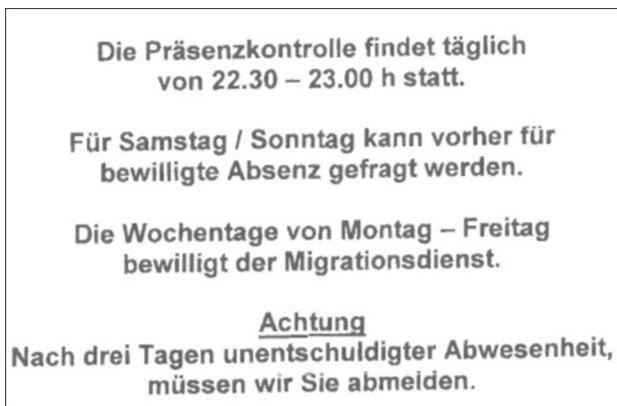 Die Präsenzkontrolle findet täglich
von 22.30 – 23.00 h statt.
Für Samstag / Sonntag kann vorher für
bewilligte Absenz gefragt werden.
Die Wochentage von Montag – Freitag
bewilligt der Migrationsdienst.
Achtung
Nach drei Tagen unentschuldigter Abwesenheit,
müssen wir Sie abmelden.